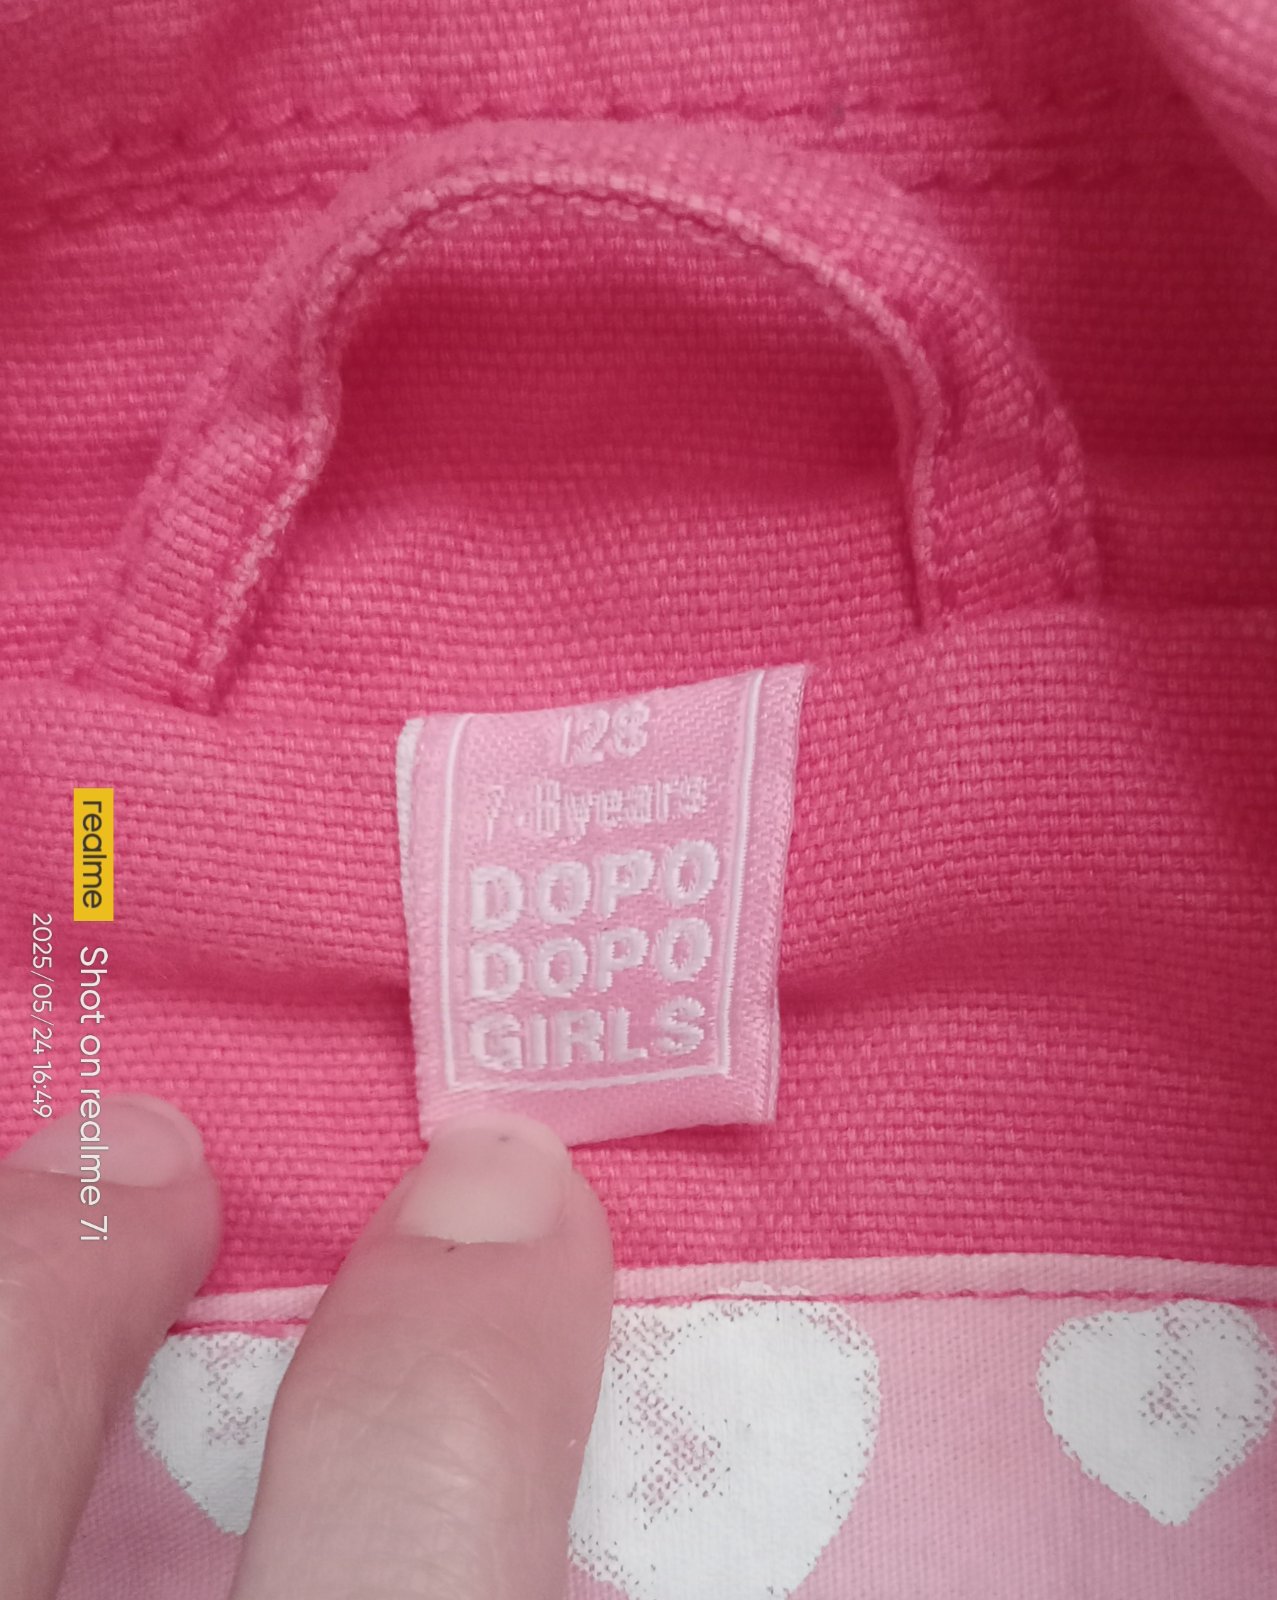 128
7-8years
DOPO
DOPO
GIRLS
realme Shot on realme 7i
2025/05/24 16:49